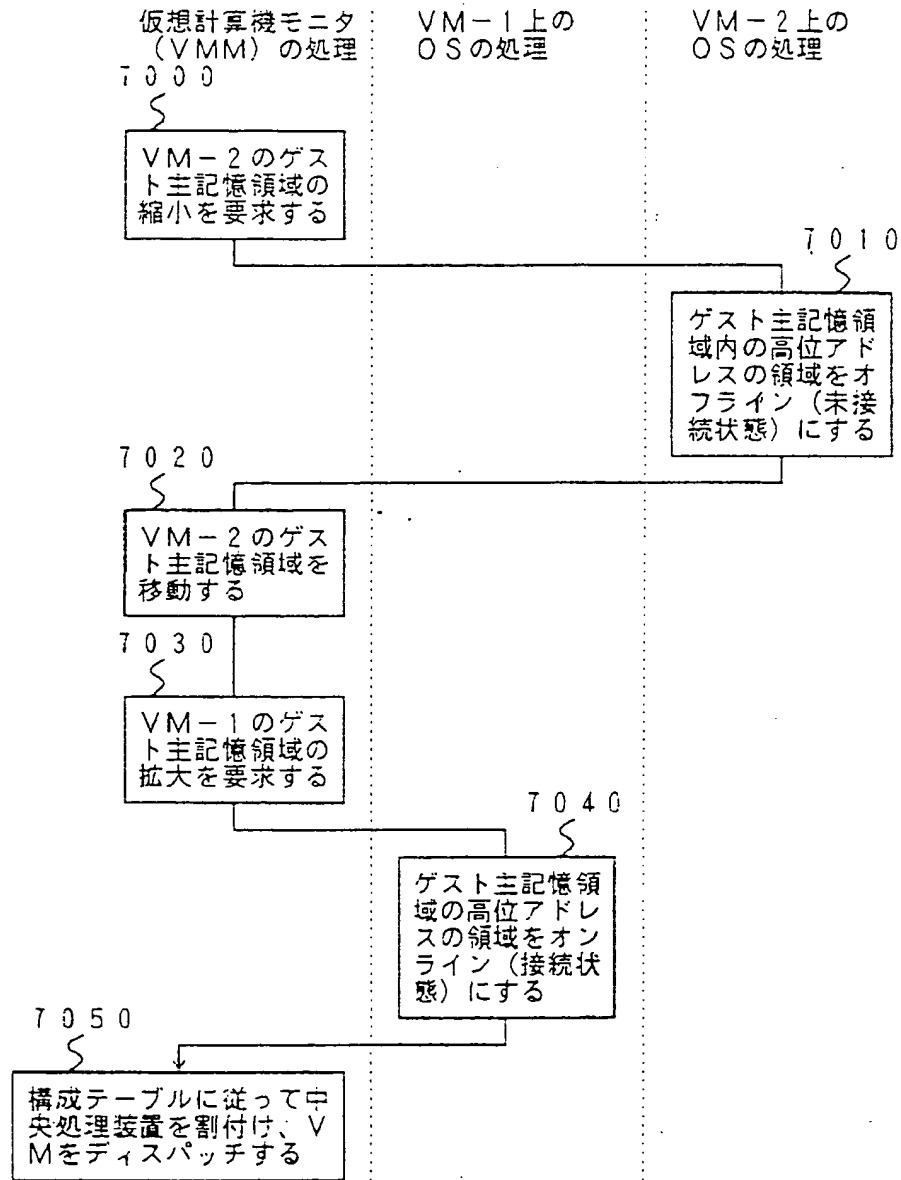 仮想計算機モニタ
(VMM)の処理
VM-1上の
OSの処理
VM-2上の
OSの処理
7000
VM-2のゲス
ト主記憶領域の
縮小を要求する
7010
ゲスト主記憶領
域内の高位アド
レスの領域をオ
フライン(未接
続状態)にする
7020
VM-2のゲス
ト主記憶領域を
移動する
7030
VM-1のゲス
ト主記憶領域の
拡大を要求する
7040
ゲスト主記憶領
域の高位アドレ
スの領域をオン
ライン(接続状
態)にする
7050
構成テーブルに従って中
央処理装置を割付け、V
Mをディスパッチする